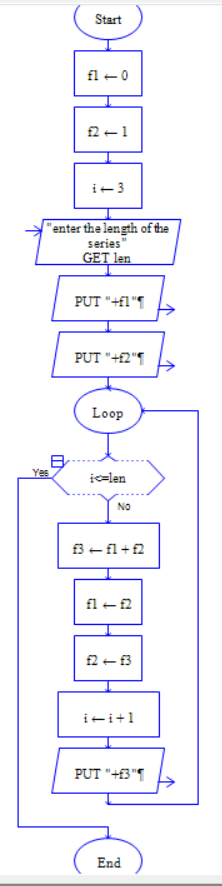 Start
f1 ← 0
f2 ← 1
i ← 3
"enter the length of the
series"
GET len
PUT "+f1"¶
PUT "+f2"¶
Loop
i<=len
Yes
No
f3 ← f1 + f2
f1 ← f2
f2 ← f3
i ← i + 1
PUT "+f3"¶
End